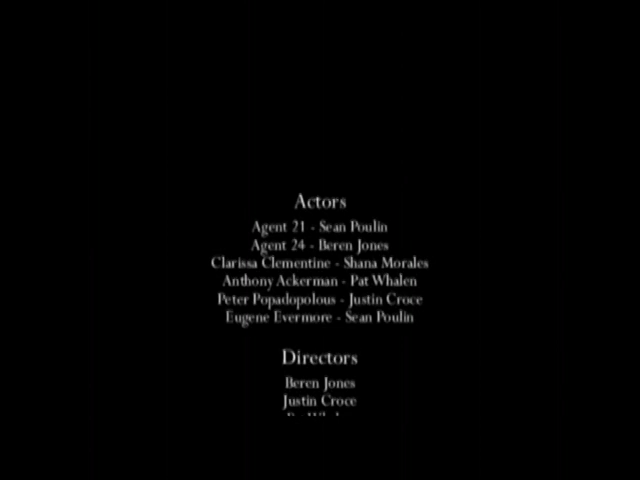 Actors
Agent 21 - Sean Poulin
Agent 24 - Beren Jones
Clarissa Clementine - Shana Morales
Anthony Ackerman - Pat Whalen
Peter Popadopolous - Justin Croce
Eugene Evermore - Sean Poulin
Directors
Beren Jones
Justin Croce